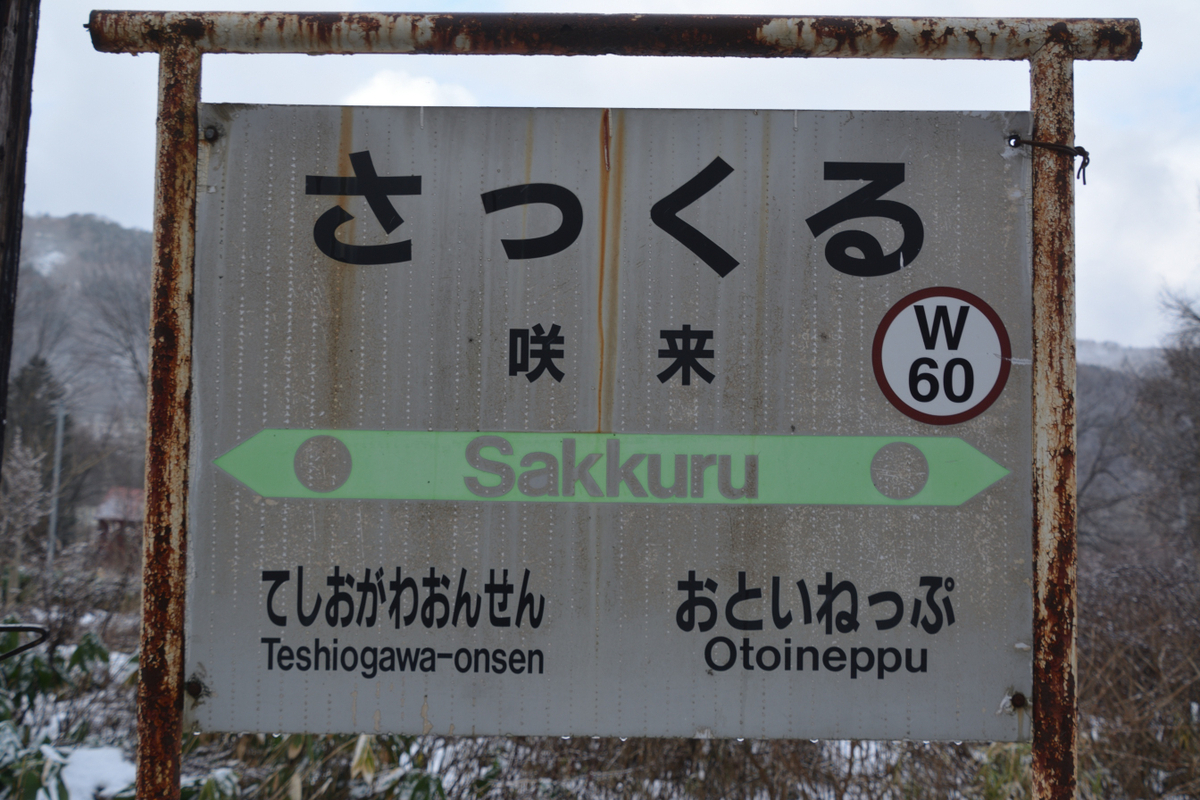 さっくる
咲来
W
60
Sakkuru
てしおがわおんせん
Teshiogawa-onsen
おといねっぷ
Otoineppu